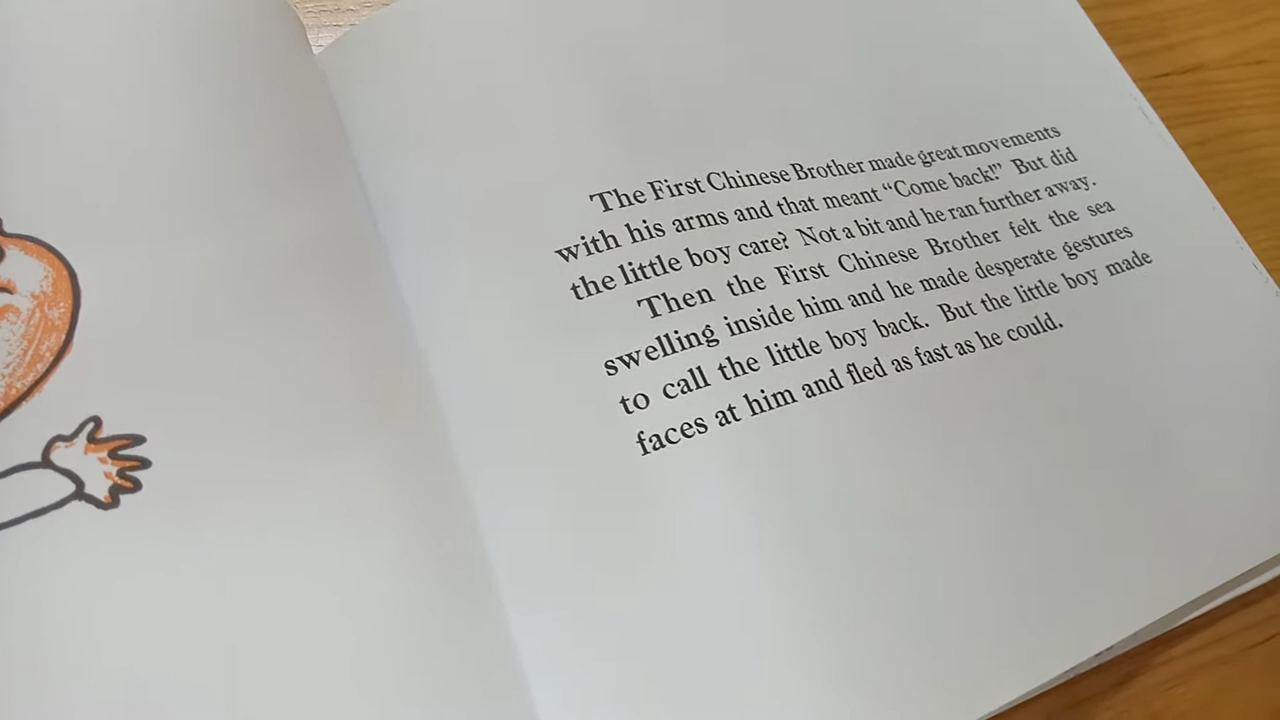 The First Chinese Brother made great movements
with his arms and that meant “Come back!” But did
the little boy care? Not a bit and he ran further away.
Then the First Chinese Brother felt the sea
swelling inside him and he made desperate gestures
to call the little boy back. But the little boy made
faces at him and fled as fast as he could.